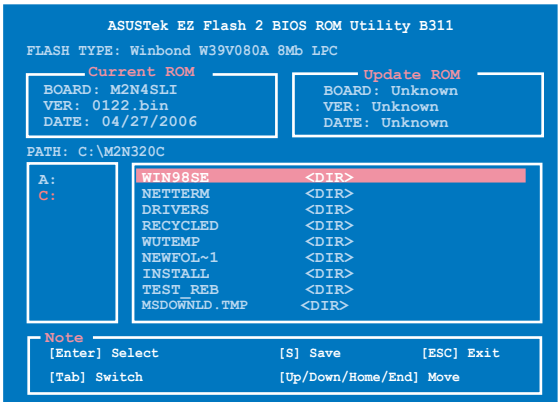 ASUSTek EZ Flash 2 BIOS ROM Utility B311
FLASH TYPE: Winbond W39V080A 8Mb LPC
Current ROM
BOARD: M2N4SLI
VER: 0122.bin
DATE: 04/27/2006
Update ROM
BOARD: Unknown
VER: Unknown
DATE: Unknown
PATH: C:\M2N320C
A:
C:
WIN98SE <DIR>
NETTERM <DIR>
DRIVERS <DIR>
RECYCLED <DIR>
WUTEMP <DIR>
NEWFOL~1 <DIR>
INSTALL <DIR>
TEST_REB <DIR>
MSDOWNLD.TMP <DIR>
Note
[Enter] Select [S] Save [ESC] Exit
[Tab] Switch [Up/Down/Home/End] Move